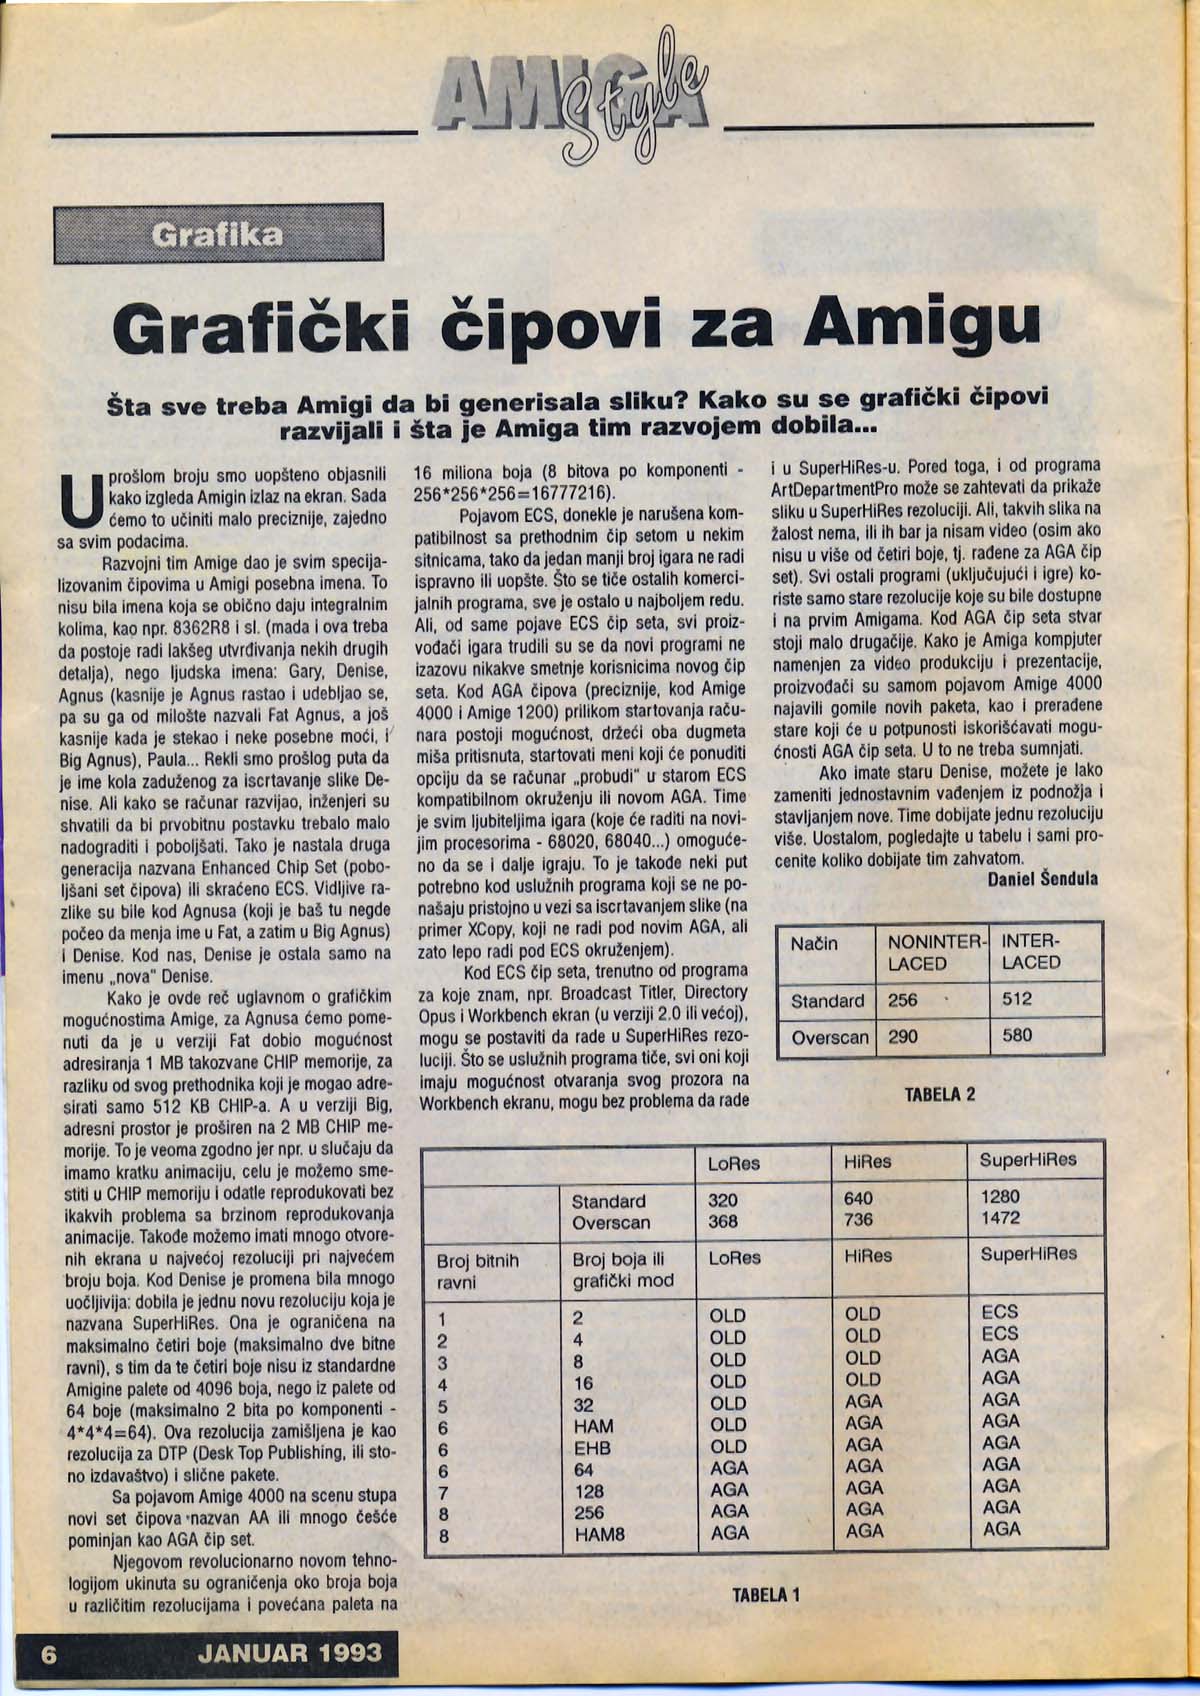 AMIGA Style
Grafika
Grafički čipovi za Amigu
Šta sve treba Amigi da bi generisala sliku? Kako su se grafički čipovi
razvijali i šta je Amiga tim razvojem dobila...
U prošlom broju smo uopšteno objasnili
kako izgleda Amigin izlaz na ekran. Sada
ćemo to učiniti malo preciznije, zajedno
sa svim podacima.
Razvojni tim Amige dao je svim specija-
lizovanim čipovima u Amigi posebna imena. To
nisu bila imena koja se obično daju integralnim
kolima, kao npr. 8362R8 i sl. (mada i ova treba
da postoje radi lakšeg utvrđivanja nekih drugih
detalja), nego ljudska imena: Gary, Denise,
Agnus (kasnije je Agnus rastao i udebljao se,
pa su ga od milošte nazvali Fat Agnus, a još
kasnije kada je stekao i neke posebne moći, i
Big Agnus), Paula... Rekli smo prošlog puta da
je ime kola zaduženog za iscrtavanje slike De-
nise. Ali kako se računar razvijao, inženjeri su
shvatili da bi prvobitnu postavku trebalo malo
nadograditi i poboljšati. Tako je nastala druga
generacija nazvana Enhanced Chip Set (pobo-
ljšani set čipova) ili skraćeno ECS. Vidljive ra-
zlike su bile kod Agnusa (koji je baš tu negde
počeo da menja ime u Fat, a zatim u Big Agnus)
i Denise. Kod nas, Denise je ostala samo na
imenu „nova" Denise.
Kako je ovde reč uglavnom o grafičkim
mogućnostima Amige, za Agnusa ćemo pome-
nuti da je u verziji Fat dobio mogućnost
adresiranja 1 MB takozvane CHIP memorije, za
razliku od svog prethodnika koji je mogao adre-
sirati samo 512 KB CHIP-a. A u verziji Big,
adresni prostor je proširen na 2 MB CHIP me-
morije. To je veoma zgodno jer npr. u slučaju da
imamo kratku animaciju, celu je možemo sme-
stiti u CHIP memoriju i odatle reprodukovati bez
ikakvih problema sa brzinom reprodukovanja
animacije. Takođe možemo imati mnogo otvore-
nih ekrana u najvećoj rezoluciji pri najvećem
broju boja. Kod Denise je promena bila mnogo
uočljivija: dobila je jednu novu rezoluciju koja je
nazvana SuperHiRes. Ona je ograničena na
maksimalno četiri boje (maksimalno dve bitne
ravni), s tim da te četiri boje nisu iz standardne
Amigine palete od 4096 boja, nego iz palete od
64 boje (maksimalno 2 bita po komponenti -
4*4*4=64). Ova rezolucija zamišljena je kao
rezolucija za DTP (Desk Top Publishing, ili sto-
no izdavaštvo) i slične pakete.
Sa pojavom Amige 4000 na scenu stupa
novi set čipova nazvan AA ili mnogo češće
pominjan kao AGA čip set.
Njegovom revolucionarno novom tehno-
logijom ukinuta su ograničenja oko broja boja
u različitim rezolucijama i povećana paleta na
16 miliona boja (8 bitova po komponenti -
256*256*256=16777216).
Pojavom ECS, donekle je narušena kom-
patibilnost sa prethodnim čip setom u nekim
sitnicama, tako da jedan manji broj igara ne radi
ispravno ili uopšte. Što se tiče ostalih komerci-
jalnih programa, sve je ostalo u najboljem redu.
Ali, od same pojave ECS čip seta, svi proiz-
vođači igara trudili su se da novi programi ne
izazovu nikakve smetnje korisnicima novog čip
seta. Kod AGA čipova (preciznije, kod Amige
4000 i Amige 1200) prilikom startovanja raču-
nara postoji mogućnost, držeći oba dugmeta
miša pritisnuta, startovati meni koji će ponuditi
opciju da se računar „probudi" u starom ECS
kompatibilnom okruženju ili novom AGA. Time
je svim ljubiteljima igara (koje će raditi na novi-
jim procesorima - 68020, 68040...) omoguće-
no da se i dalje igraju. To je takođe neki put
potrebno kod uslužnih programa koji se ne po-
našaju pristojno u vezi sa iscrtavanjem slike (na
primer XCopy, koji ne radi pod novim AGA, ali
zato lepo radi pod ECS okruženjem).
Kod ECS čip seta, trenutno od programa
za koje znam, npr. Broadcast Titler, Directory
Opus i Workbench ekran (u verziji 2.0 ili većoj),
mogu se postaviti da rade u SuperHiRes rezo-
luciji. Što se uslužnih programa tiče, svi oni koji
imaju mogućnost otvaranja svog prozora na
Workbench ekranu, mogu bez problema da rade
i u SuperHiRes-u. Pored toga, i od programa
ArtDepartmentPro može se zahtevati da prikaže
sliku u SuperHiRes rezoluciji. Ali, takvih slika na
žalost nema, ili ih bar ja nisam video (osim ako
nisu u više od četiri boje, tj. rađene za AGA čip
set). Svi ostali programi (uključujući i igre) ko-
riste samo stare rezolucije koje su bile dostupne
i na prvim Amigama. Kod AGA čip seta stvar
stoji malo drugačije. Kako je Amiga kompjuter
namenjen za video produkciju i prezentacije,
proizvođači su samom pojavom Amige 4000
najavili gomile novih paketa, kao i prerađene
stare koji će u potpunosti iskorišćavati mogu-
ćnosti AGA čip seta. U to ne treba sumnjati.
Ako imate staru Denise, možete je lako
zameniti jednostavnim vađenjem iz podnožja i
stavljanjem nove. Time dobijate jednu rezoluciju
više. Uostalom, pogledajte u tabelu i sami pro-
cenite koliko dobijate tim zahvatom.
Daniel Šendula
Način NONINTER- INTER-
LACED LACED
Standard 256 512
Overscan 290 580
TABELA 2
LoRes HiRes SuperHiRes
Standard 320 640 1280
Overscan 368 736 1472
Broj bitnih Broj boja ili LoRes HiRes SuperHiRes
ravni grafički mod
1 2 OLD OLD ECS
2 4 OLD OLD ECS
3 8 OLD OLD AGA
4 16 OLD OLD AGA
5 32 OLD AGA AGA
6 HAM OLD AGA AGA
6 EHB OLD AGA AGA
6 64 AGA AGA AGA
7 128 AGA AGA AGA
8 256 AGA AGA AGA
8 HAM8 AGA AGA AGA
TABELA 1
6 JANUAR 1993